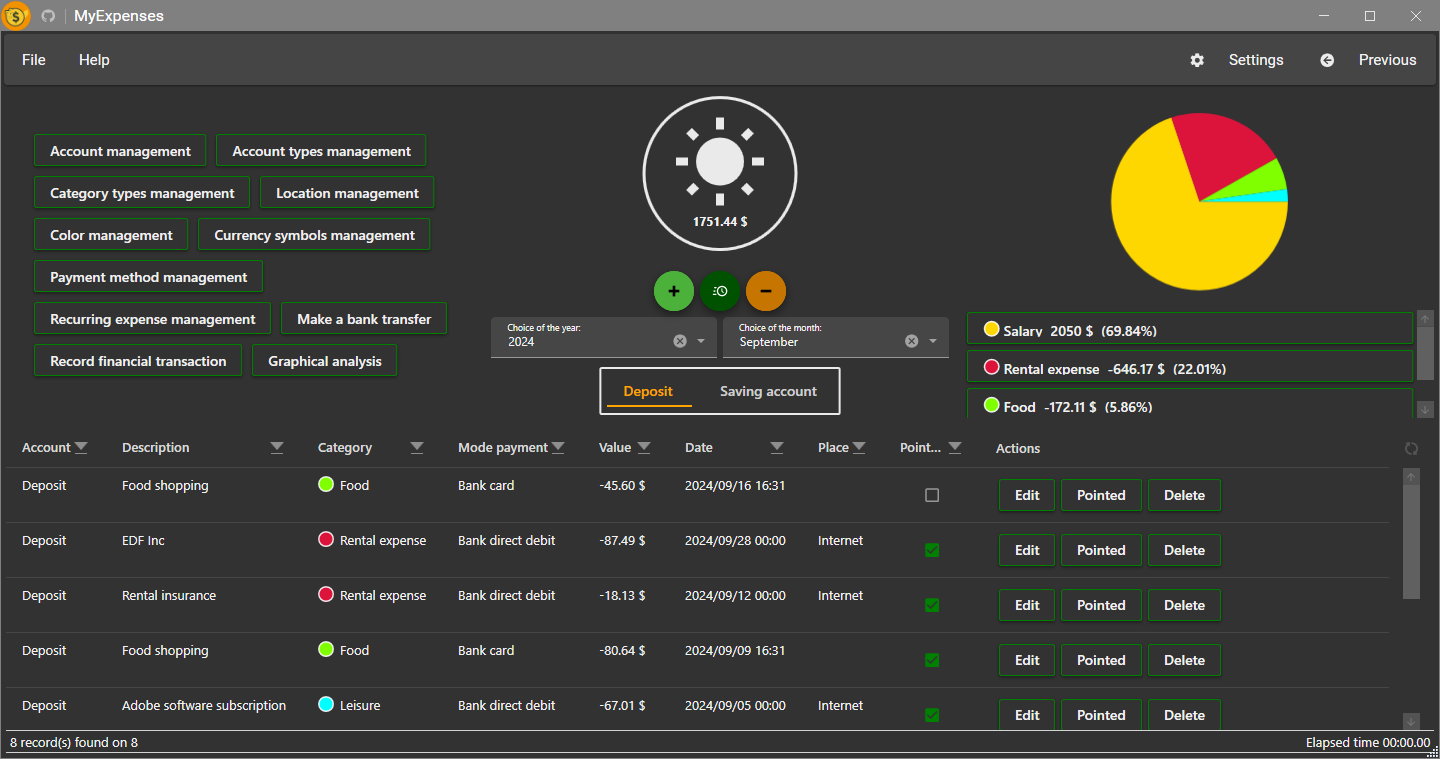 MyExpenses
File Help Settings Previous
Account management Account types management
Category types management Location management
Color management Currency symbols management
Payment method management
Recurring expense management Make a bank transfer
Record financial transaction Graphical analysis
1751.44 $
Choice of the year:
2024
Choice of the month:
September
Deposit Saving account
Salary 2050 $ (69.84%)
Rental expense -646.17 $ (22.01%)
Food -172.11 $ (5.86%)
Account Description Category Mode payment Value Date Place Point... Actions
Deposit Food shopping Food Bank card -45.60 $ 2024/09/16 16:31 Edit Pointed Delete
Deposit EDF Inc Rental expense Bank direct debit -87.49 $ 2024/09/28 00:00 Internet Edit Pointed Delete
Deposit Rental insurance Rental expense Bank direct debit -18.13 $ 2024/09/12 00:00 Internet Edit Pointed Delete
Deposit Food shopping Food Bank card -80.64 $ 2024/09/09 16:31 Edit Pointed Delete
Deposit Adobe software subscription Leisure Bank direct debit -67.01 $ 2024/09/05 00:00 Internet Edit Pointed Delete
8 record(s) found on 8 Elapsed time 00:00.00